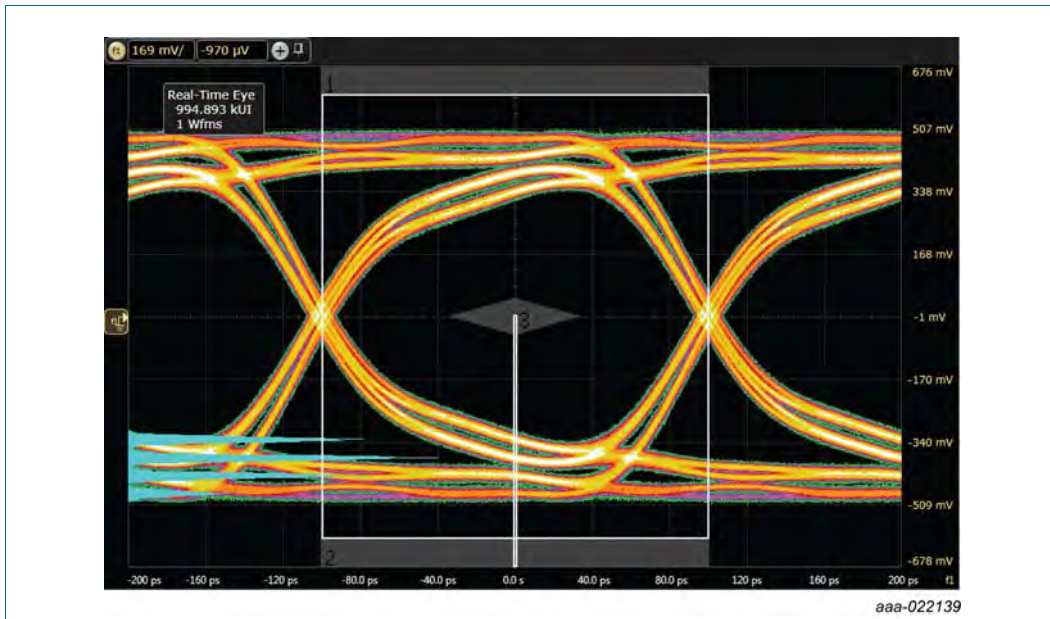 f1 169 mV/ -970 µV
676 mV
1
Real-Time Eye
994.893 kUI
1 Wfms
507 mV
338 mV
168 mV
3
-1 mV
-170 mV
-340 mV
-509 mV
2
-678 mV
-200 ps -160 ps -120 ps -80.0 ps -40.0 ps 0.0 s 40.0 ps 80.0 ps 120 ps 160 ps 200 ps f1
aaa-022139